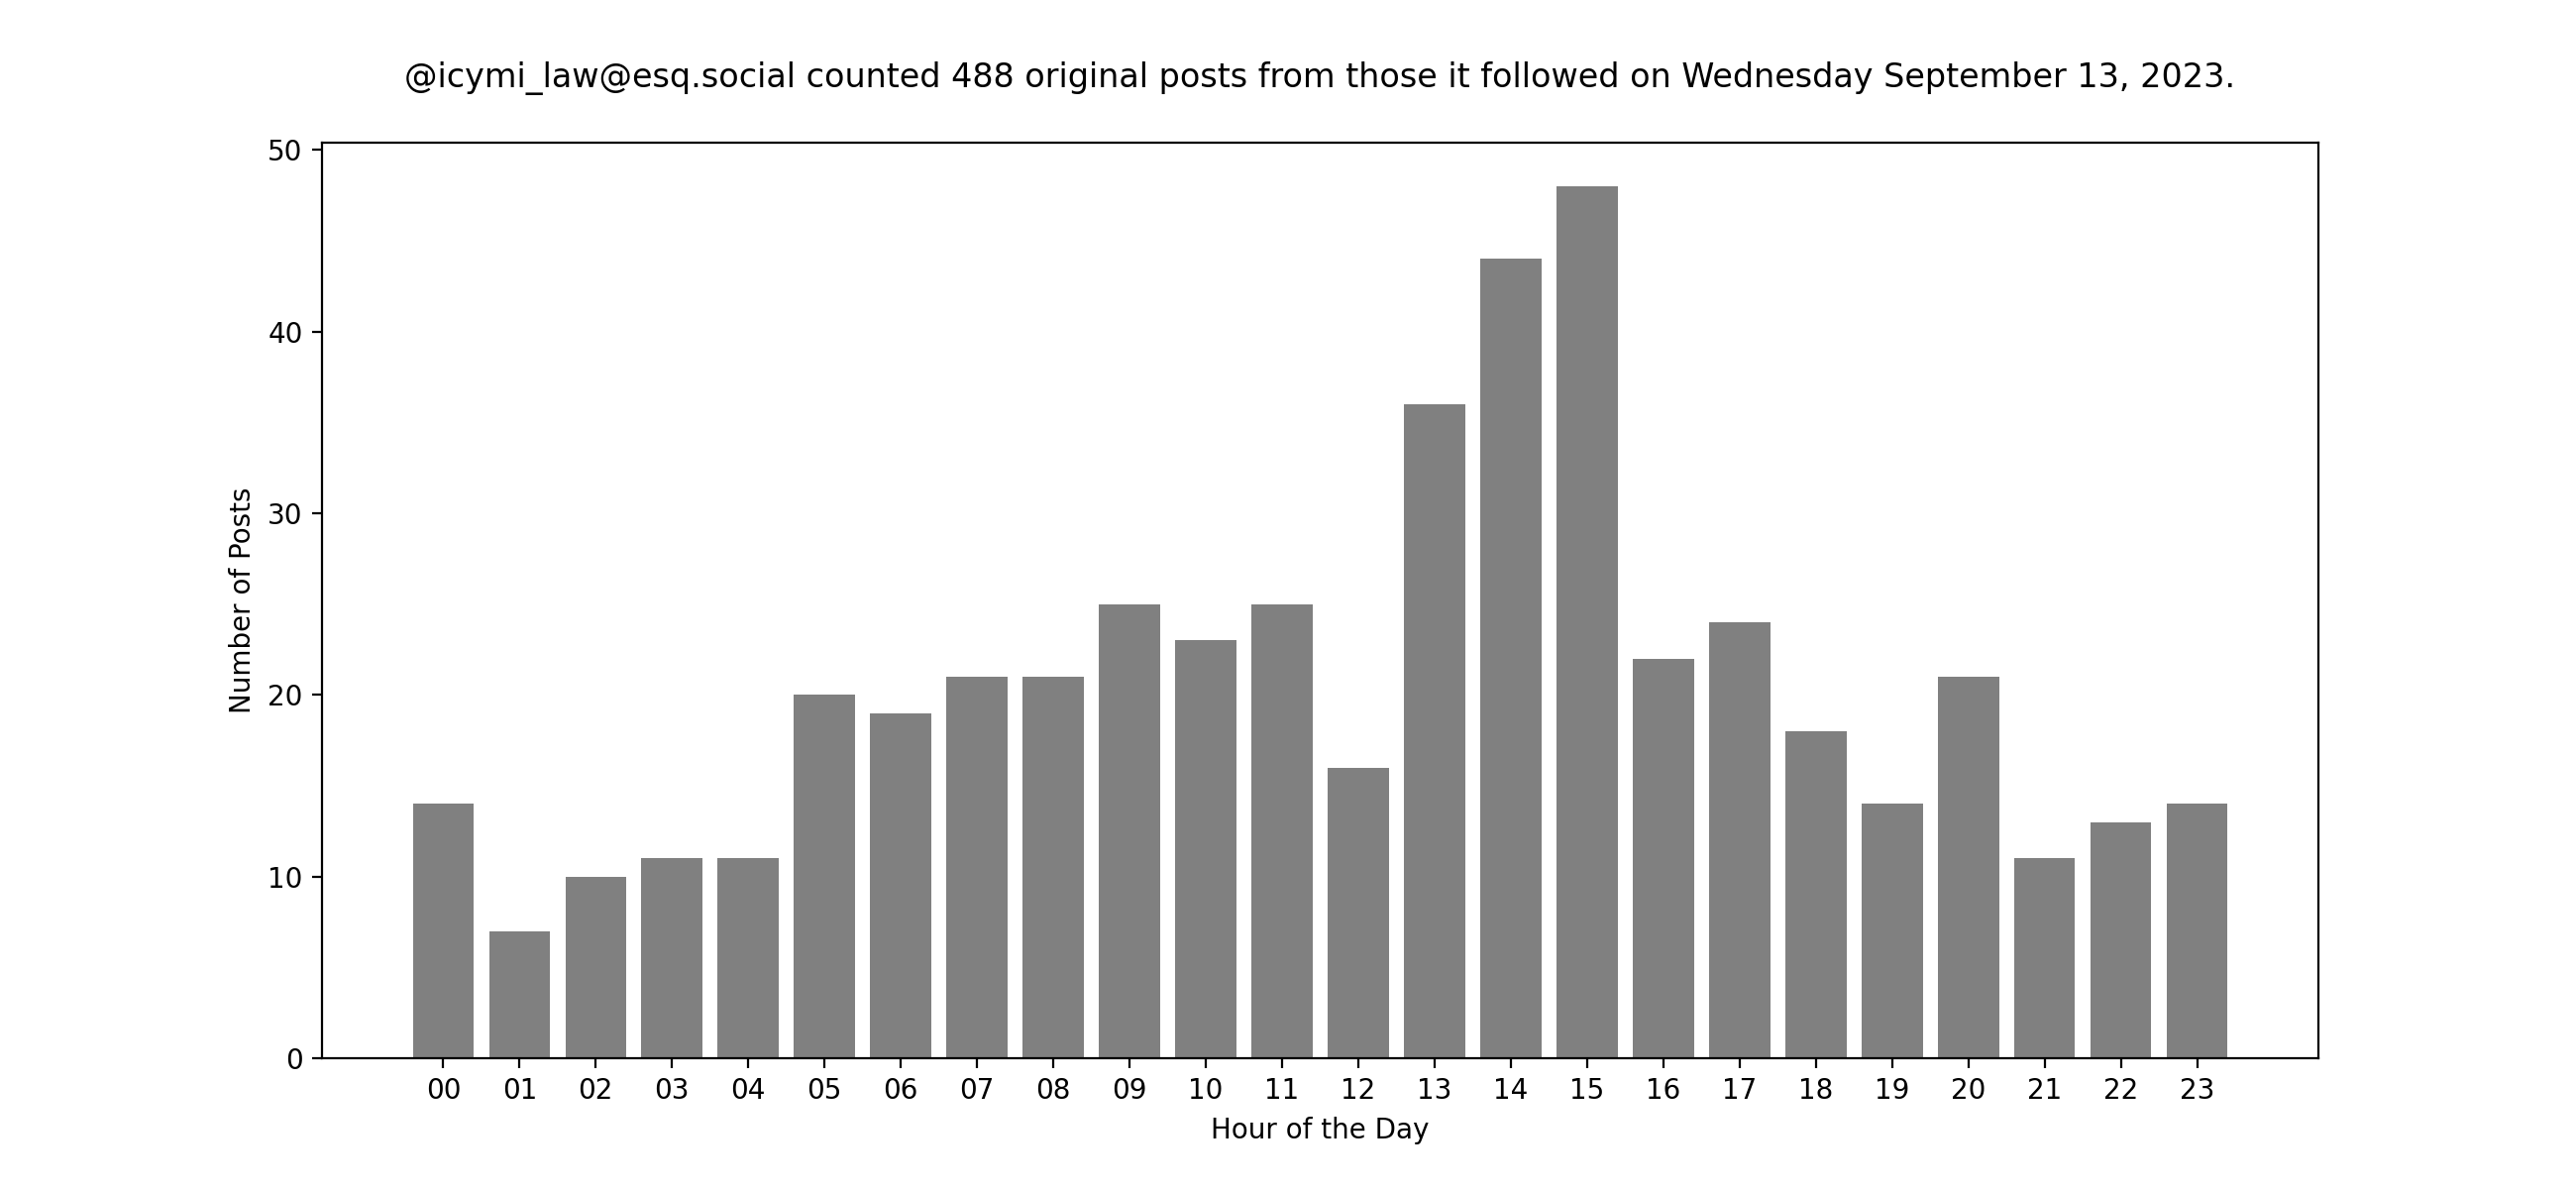 @icymi_law@esq.social counted 488 original posts from those it followed on Wednesday September 13, 2023.
50
40
30
20
10
0
Number of Posts
00 01 02 03 04 05 06 07 08 09 10 11 12 13 14 15 16 17 18 19 20 21 22 23
Hour of the Day